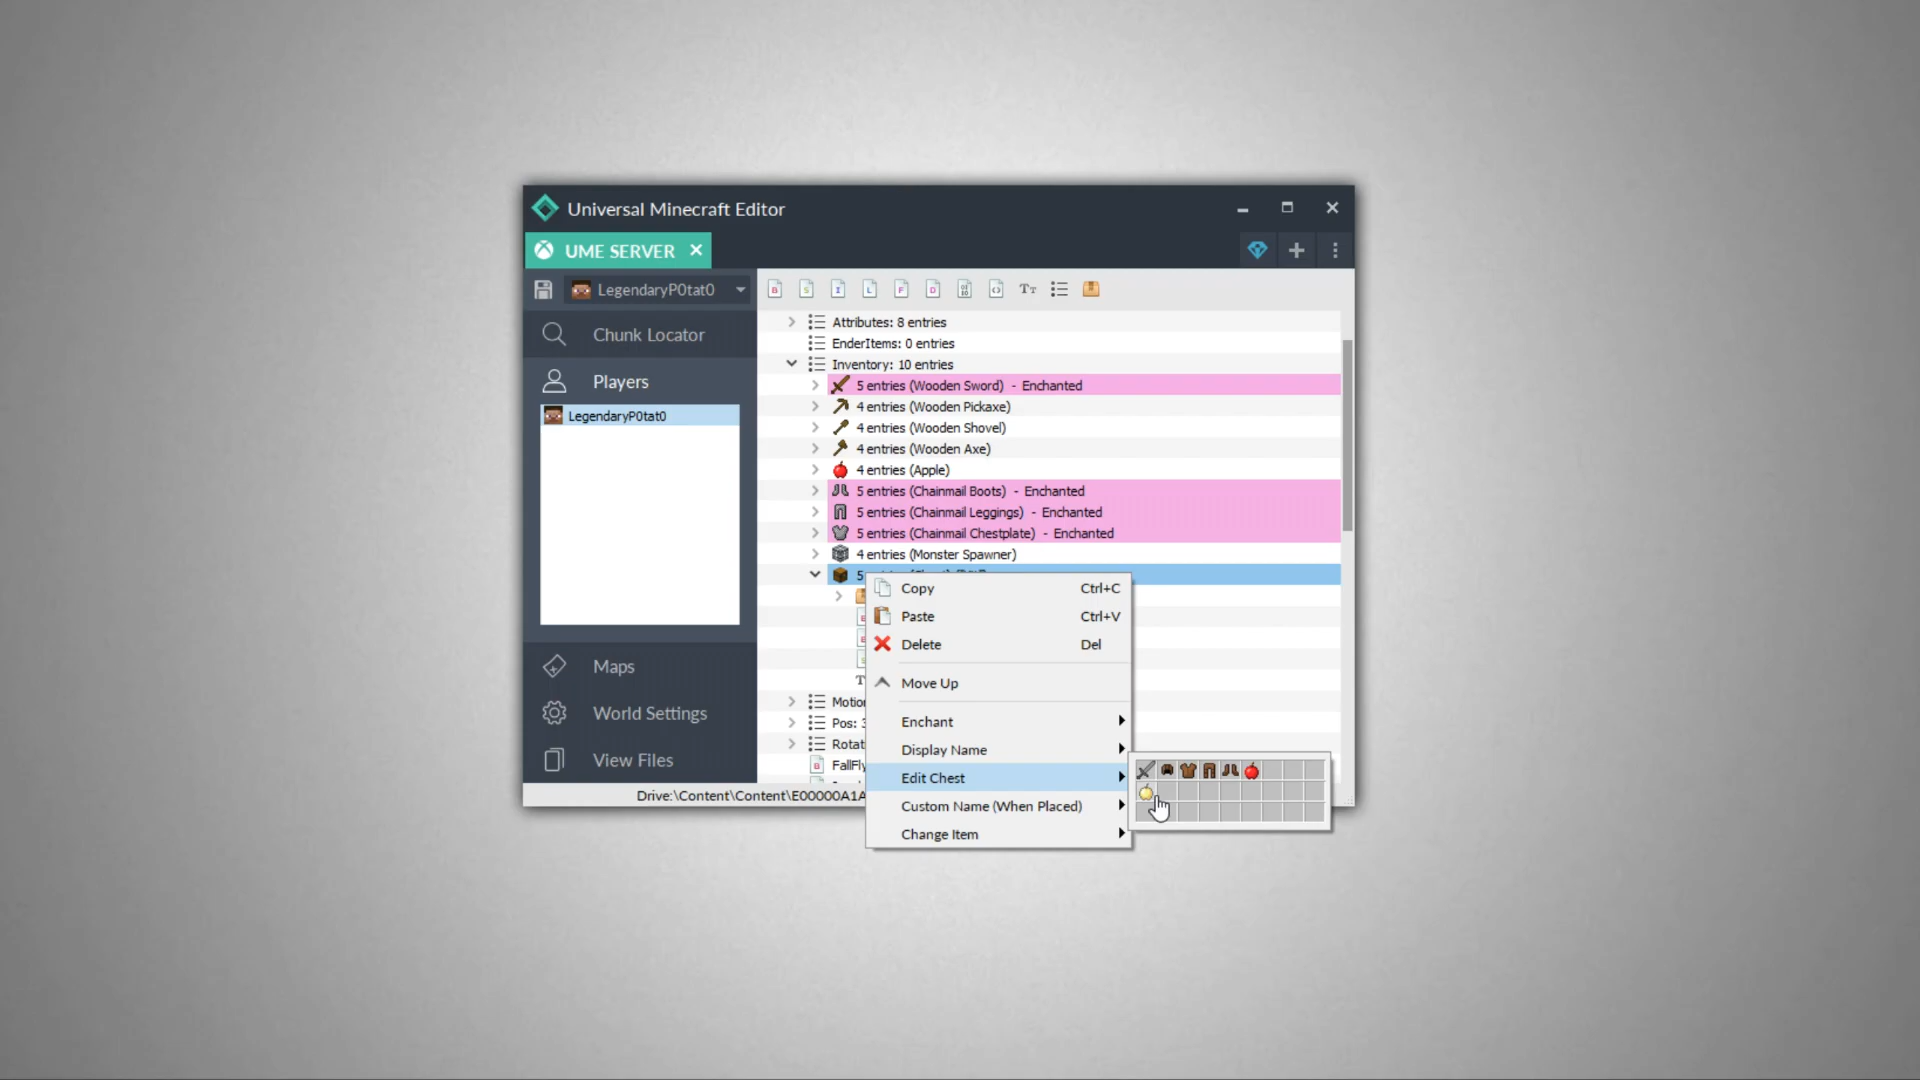 Universal Minecraft Editor
UME SERVER
LegendaryP0tat0
Chunk Locator
Players
LegendaryP0tat0
Maps
World Settings
View Files
Attributes: 8 entries
EnderItems: 0 entries
Inventory: 10 entries
5 entries (Wooden Sword) - Enchanted
4 entries (Wooden Pickaxe)
4 entries (Wooden Shovel)
4 entries (Wooden Axe)
4 entries (Apple)
5 entries (Chainmail Boots) - Enchanted
5 entries (Chainmail Leggings) - Enchanted
5 entries (Chainmail Chestplate) - Enchanted
4 entries (Monster Spawner)
5
Motio
Pos: 3
Rotat
FallFly
Copy Ctrl+C
Paste Ctrl+V
Delete Del
Move Up
Enchant
Display Name
Edit Chest
Custom Name (When Placed)
Change Item
Drive:\Content\Content\E00000A1A